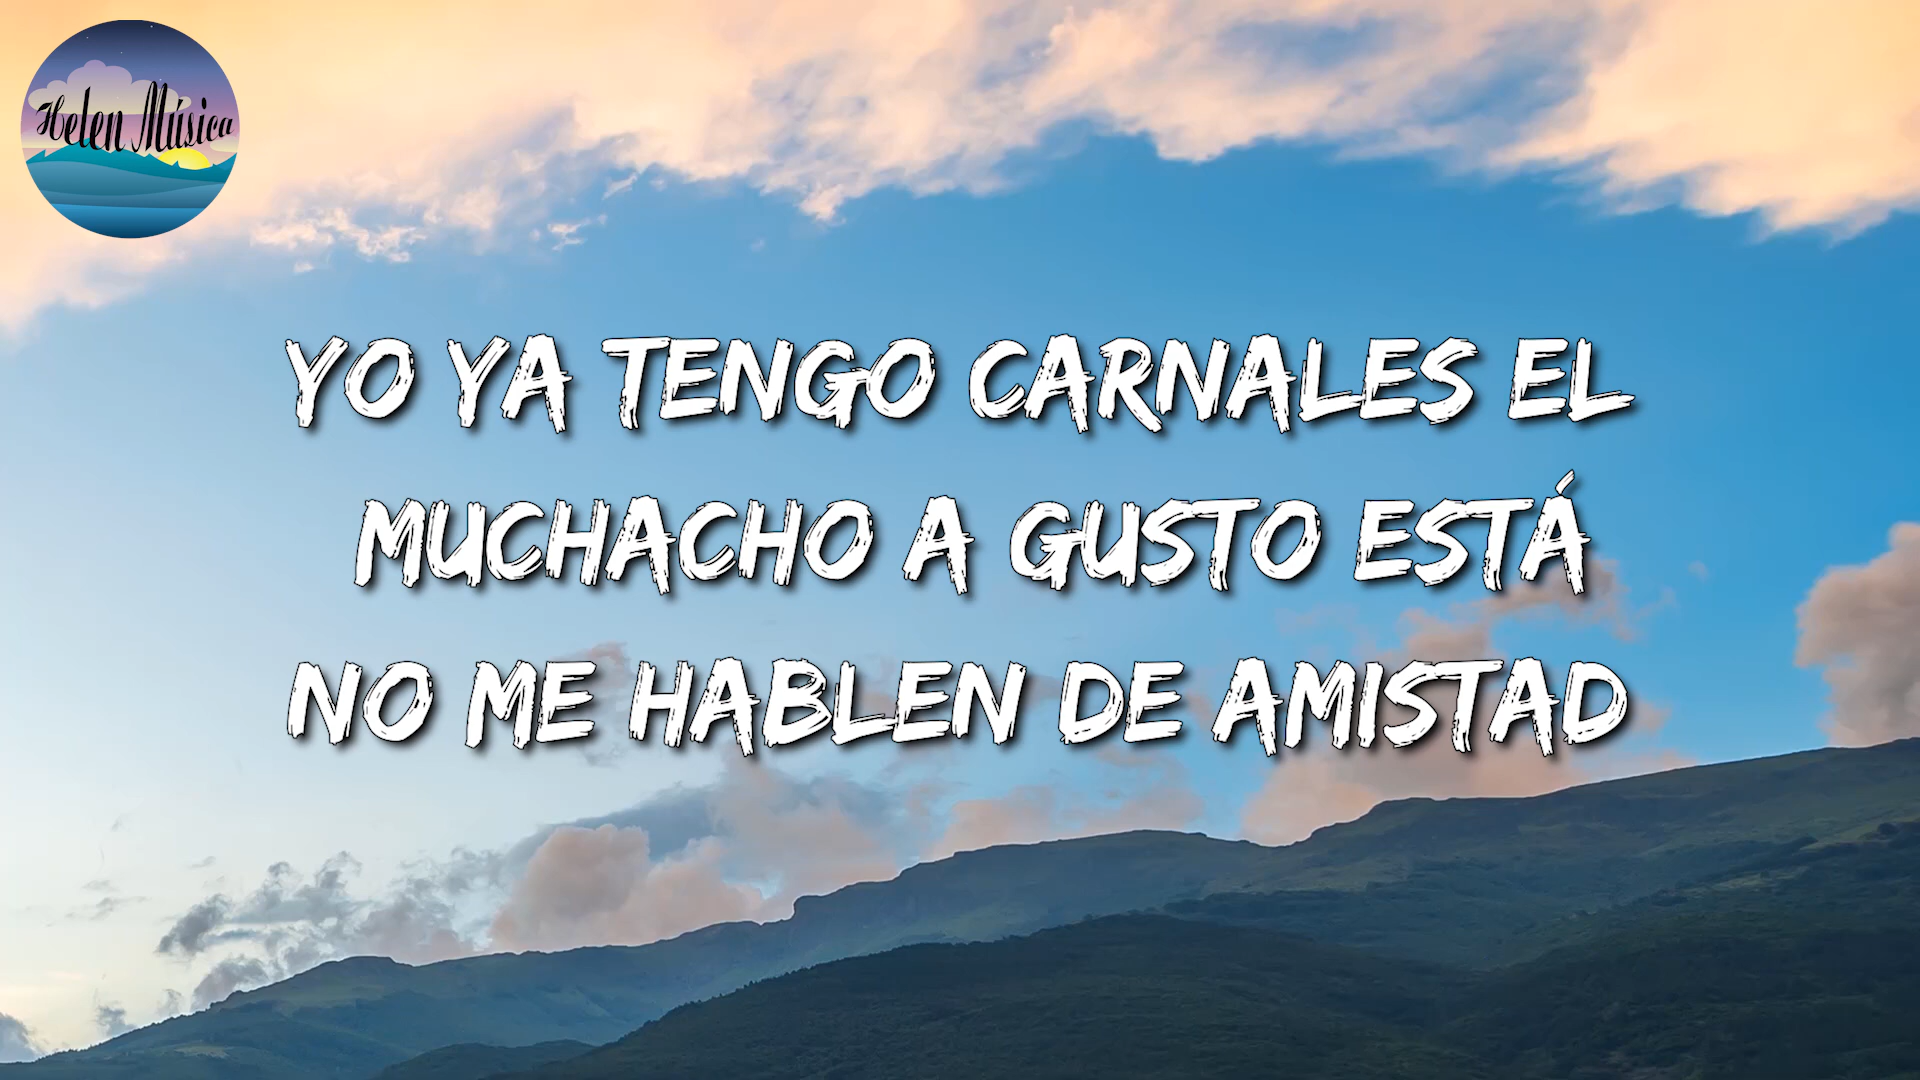 Helen Música
YO YA TENGO CARNALES EL
MUCHACHO A GUSTO ESTÁ
NO ME HABLEN DE AMISTAD